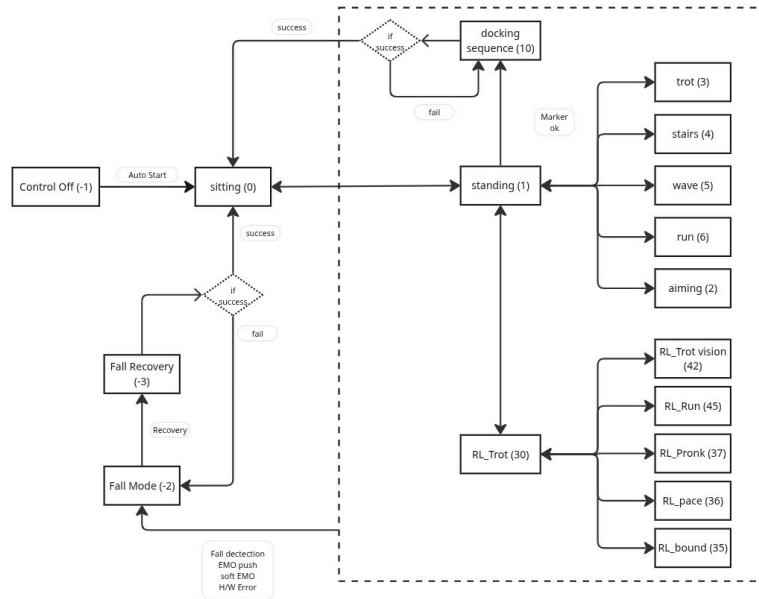 success
if
success
docking
sequence (10)
fail
Marker
ok
trot (3)
stairs (4)
Control Off (-1)
Auto Start
sitting (0)
standing (1)
wave (5)
success
run (6)
if
success
aiming (2)
fail
Fall Recovery
(-3)
RL_Trot vision
(42)
RL_Run (45)
Recovery
RL_Trot (30)
RL_Pronk (37)
Fall Mode (-2)
RL_pace (36)
RL_bound (35)
Fall dectection
EMO push
soft EMO
H/W Error